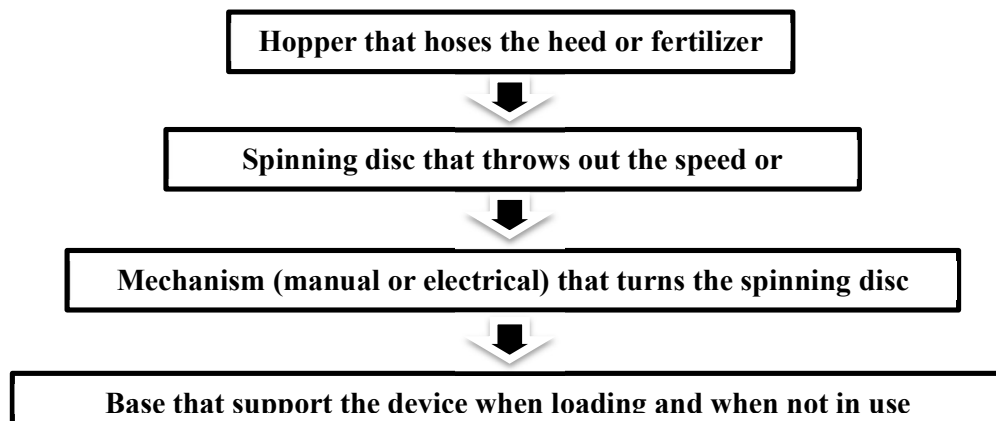 Hopper that hoses the heed or fertilizer
Spinning disc that throws out the speed or
Mechanism (manual or electrical) that turns the spinning disc
Base that support the device when loading and when not in use